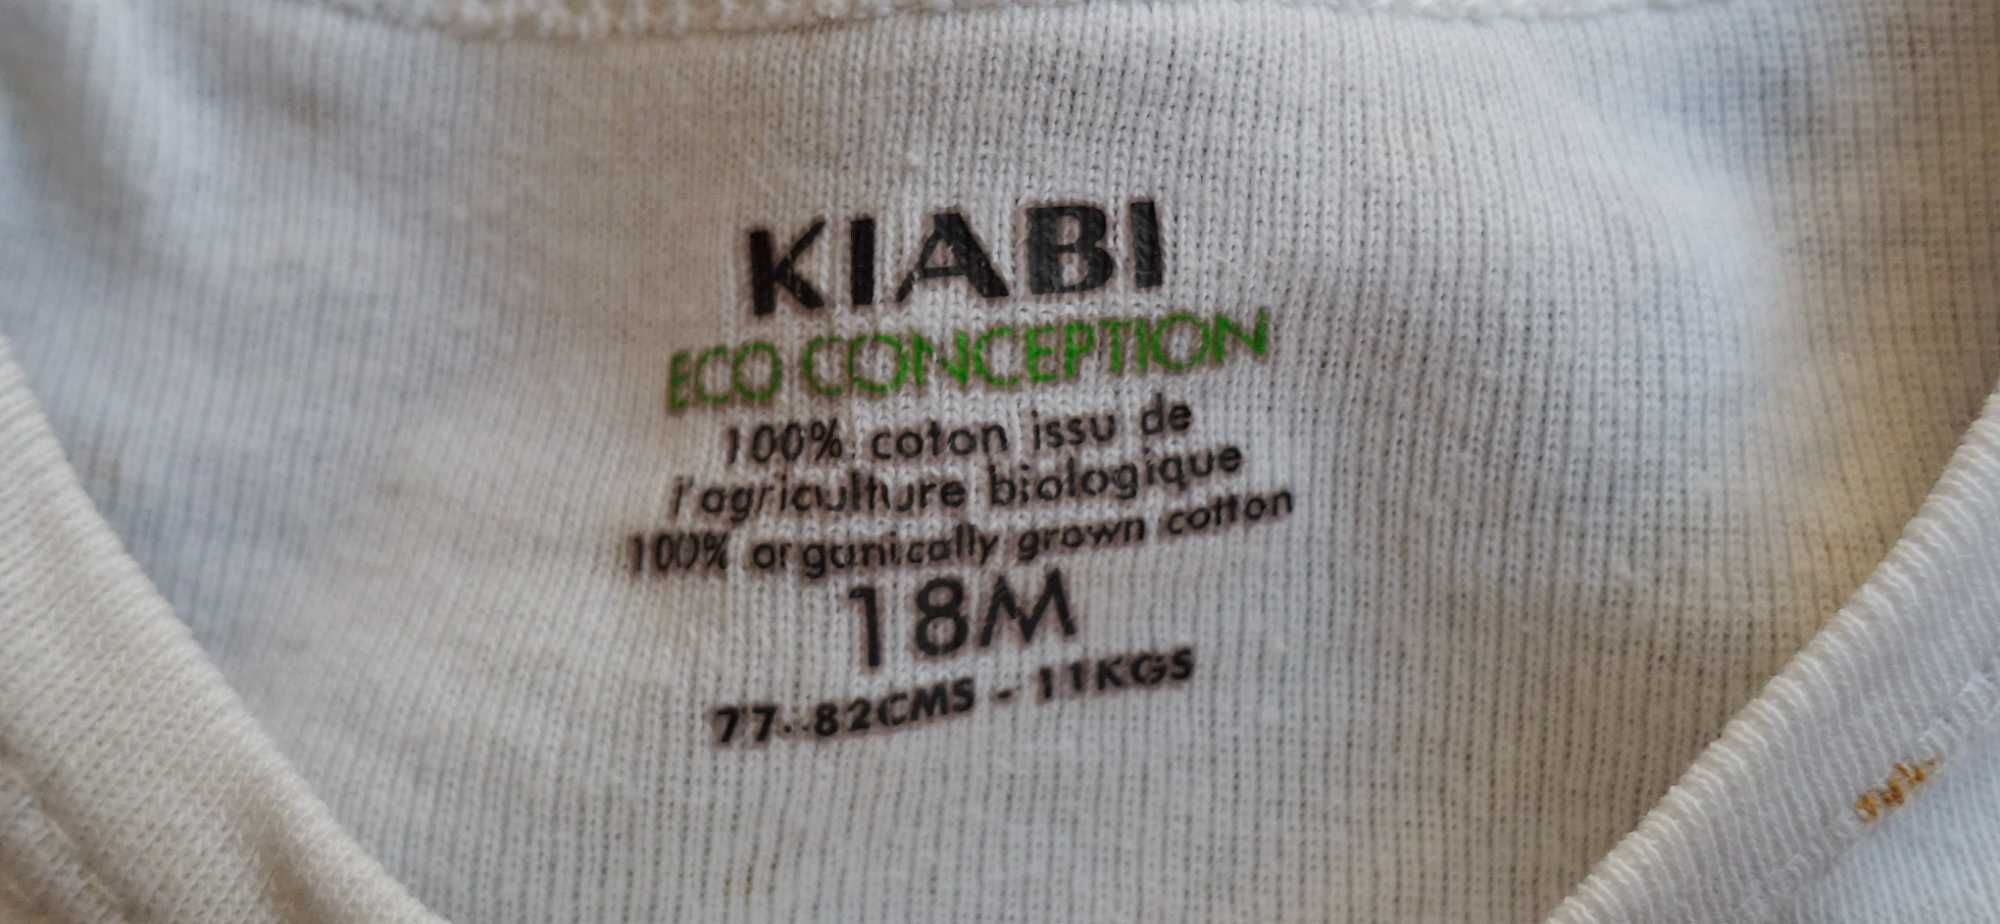 KIABI
ECO CONCEPTION
100% coton issu de
l'agriculture biologique
100% organically grown cotton
18M
77-82CMS - 11KGS